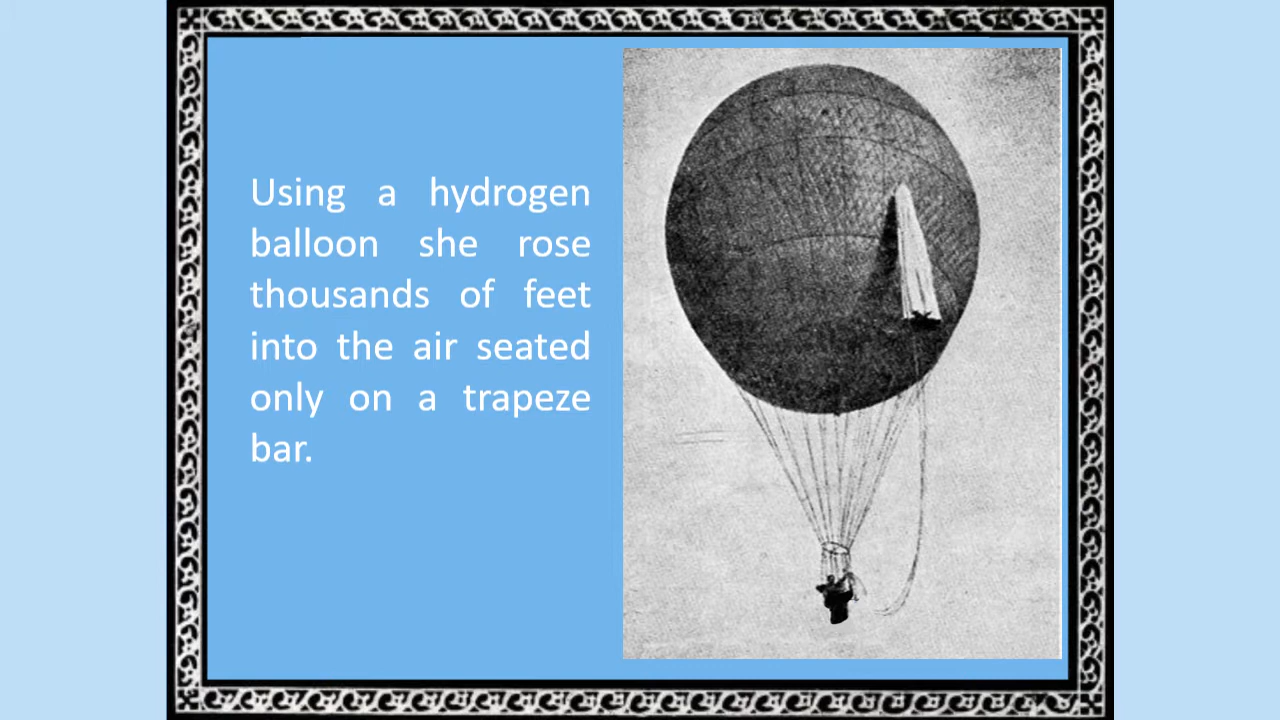 Using a hydrogen
balloon she rose
thousands of feet
into the air seated
only on a trapeze
bar.